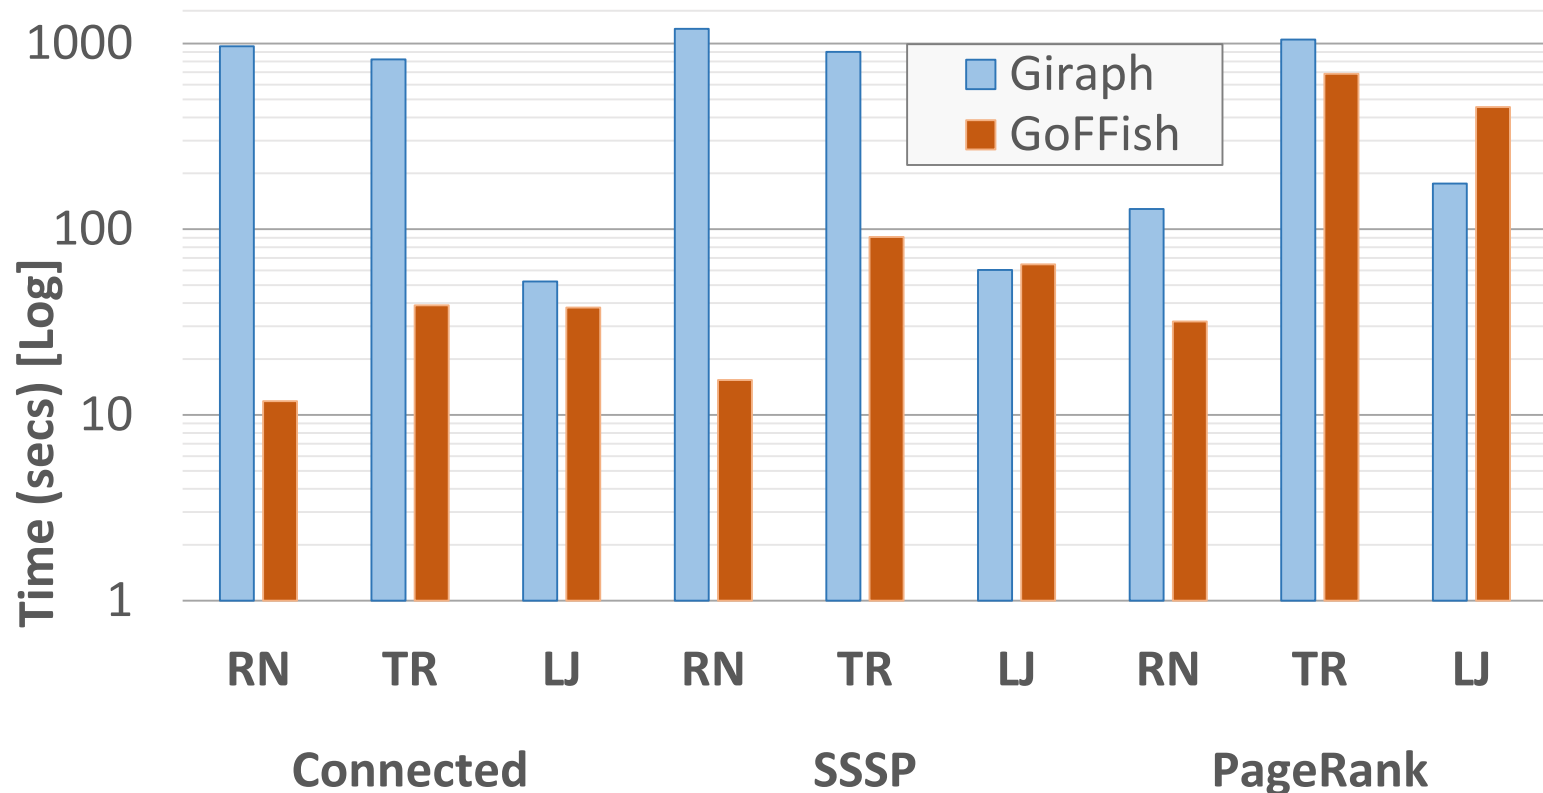 1000
100
10
1
Time (secs) [Log]
Giraph
GoFFish
RN TR LJ RN TR LJ RN TR LJ
Connected SSSP PageRank